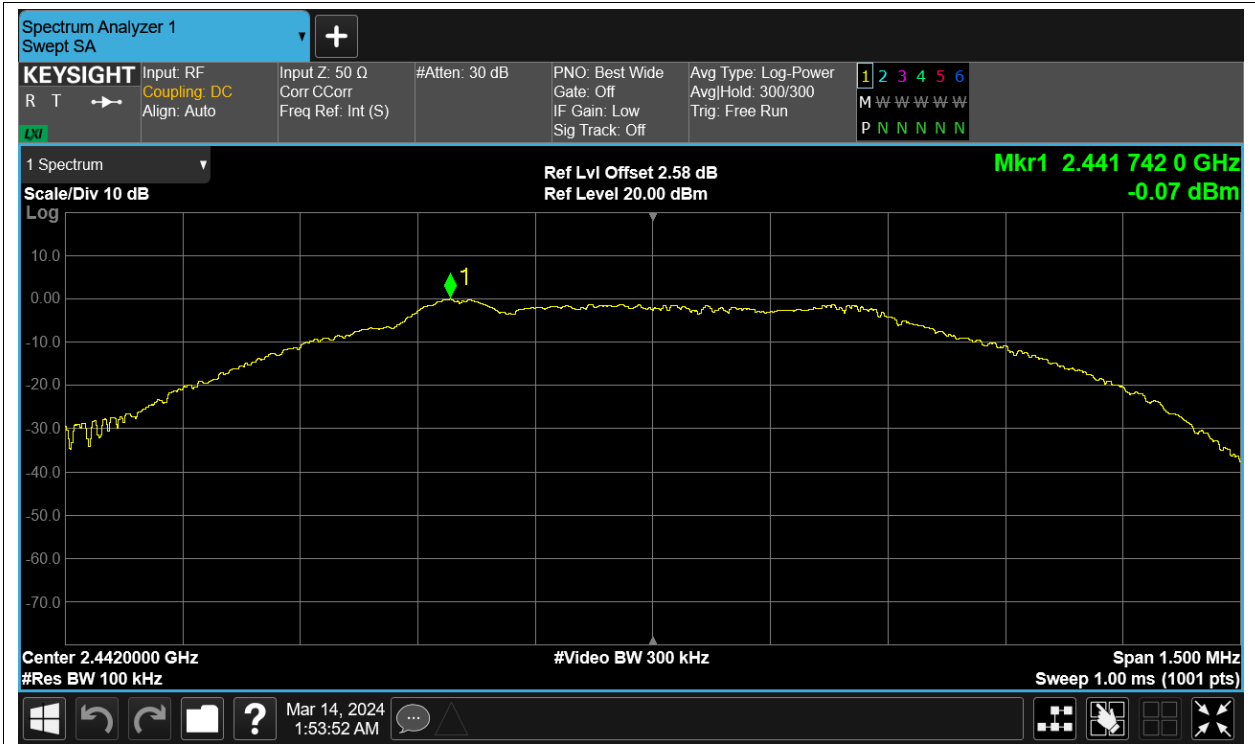 Spectrum Analyzer 1
Swept SA
KEYSIGHT
R T
LXI
Input: RF
Coupling: DC
Align: Auto
Input Z: 50 Ω
Corr CCorr
Freq Ref: Int (S)
#Atten: 30 dB
PNO: Best Wide
Gate: Off
IF Gain: Low
Sig Track: Off
Avg Type: Log-Power
Avg|Hold: 300/300
Trig: Free Run
1 2 3 4 5 6
M W W W W W
P N N N N N
1 Spectrum
Scale/Div 10 dB
Log
Ref Lvl Offset 2.58 dB
Ref Level 20.00 dBm
Mkr1 2.441 742 0 GHz
-0.07 dBm
1
10.0
0.00
-10.0
-20.0
-30.0
-40.0
-50.0
-60.0
-70.0
Center 2.4420000 GHz
#Video BW 300 kHz
Span 1.500 MHz
#Res BW 100 kHz
Sweep 1.00 ms (1001 pts)
?
Mar 14, 2024
1:53:52 AM